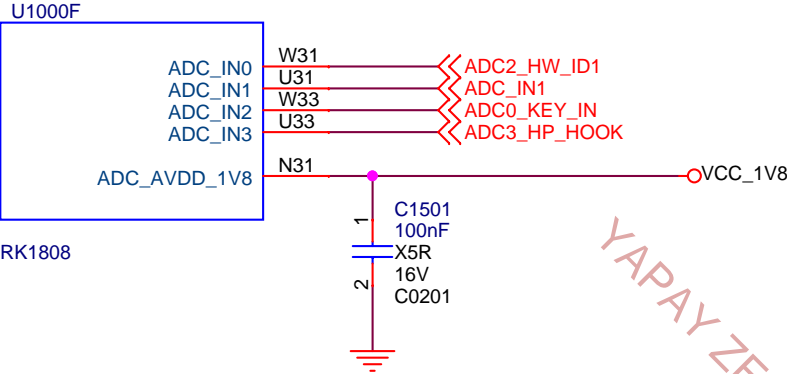 U1000F
ADC_IN0 W31 ADC2_HW_ID1
ADC_IN1 U31 ADC_IN1
ADC_IN2 W33 ADC0_KEY_IN
ADC_IN3 U33 ADC3_HP_HOOK
ADC_AVDD_1V8 N31 VCC_1V8
RK1808
1
2
C1501
100nF
X5R
16V
C0201
YAPAY